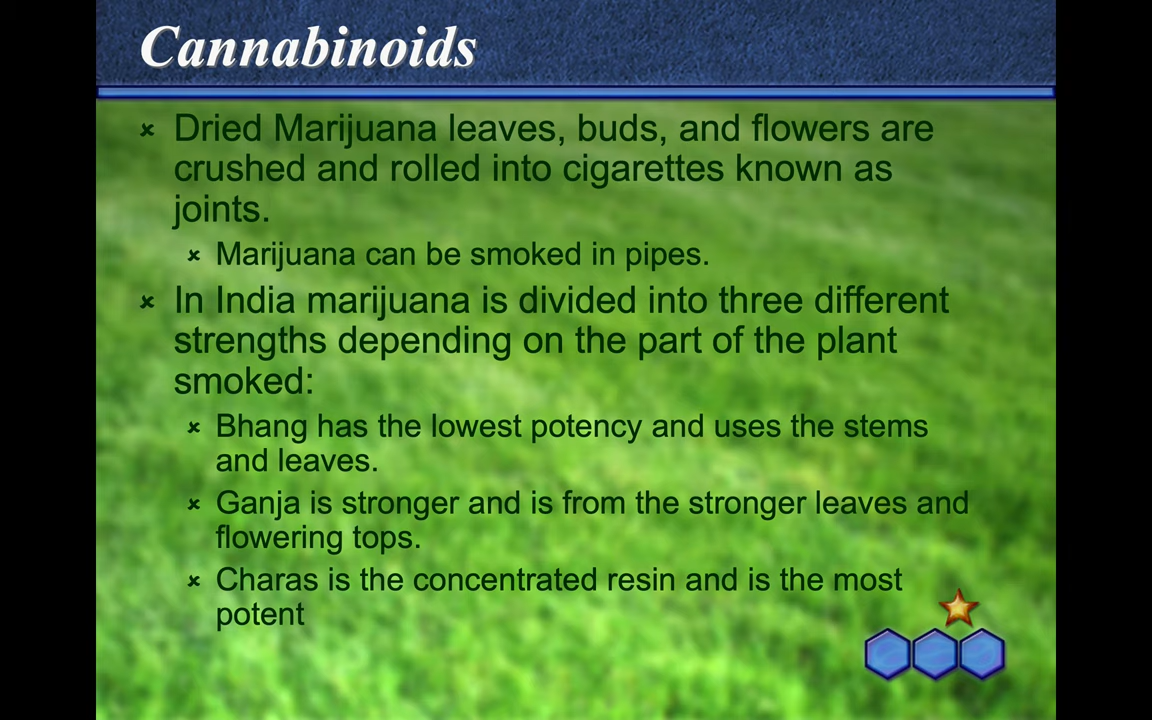 Cannabinoids
Dried Marijuana leaves, buds, and flowers are
crushed and rolled into cigarettes known as
joints.
Marijuana can be smoked in pipes.
In India marijuana is divided into three different
strengths depending on the part of the plant
smoked:
Bhang has the lowest potency and uses the stems
and leaves.
Ganja is stronger and is from the stronger leaves and
flowering tops.
Charas is the concentrated resin and is the most
potent